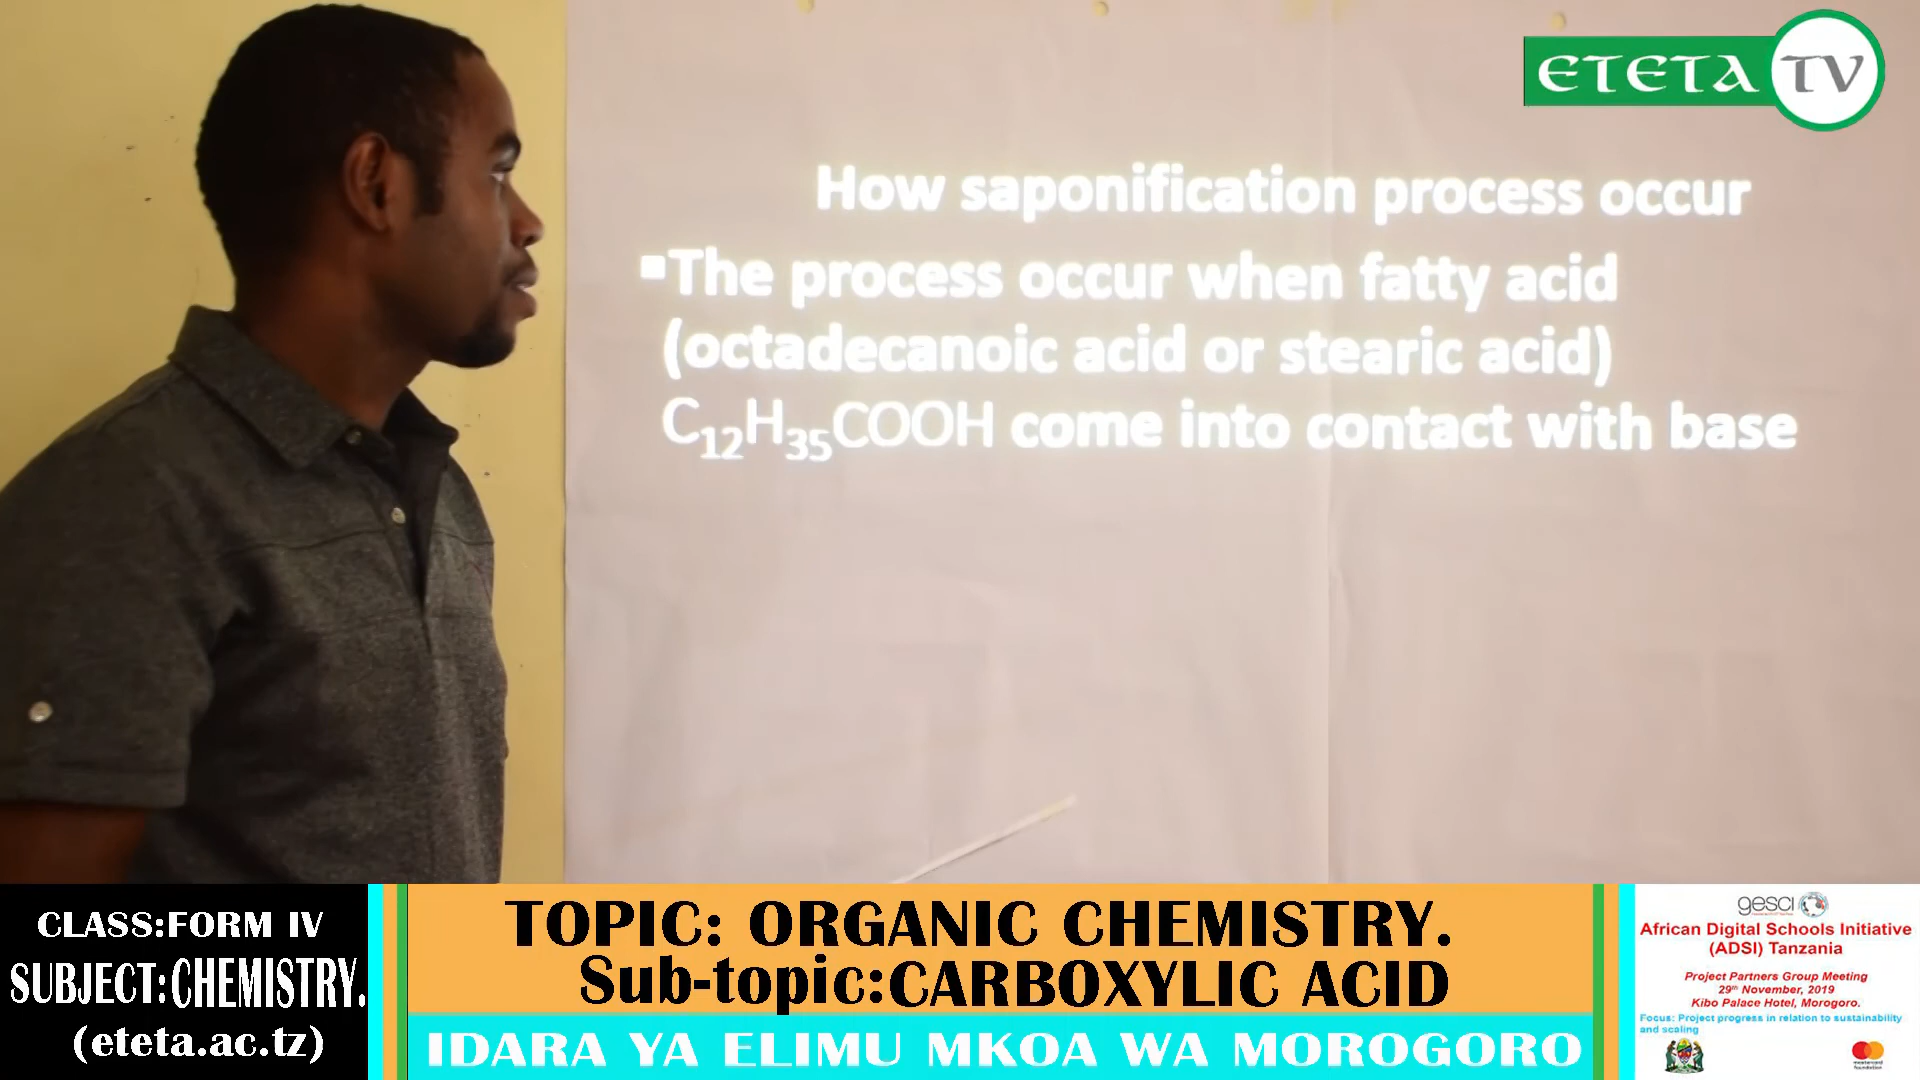 ETETA TV
How saponification process occur
▪The process occur when fatty acid
(octadecanoic acid or stearic acid)
C₁₂H₃₅COOH come into contact with base
CLASS:FORM IV
SUBJECT:CHEMISTRY.
(eteta.ac.tz)
TOPIC: ORGANIC CHEMISTRY.
Sub-topic:CARBOXYLIC ACID
IDARA YA ELIMU MKOA WA MOROGORO
gesci
African Digital Schools Initiative
(ADSI) Tanzania
Project Partners Group Meeting
29th November, 2019
Kibo Palace Hotel, Morogoro.
Focus: Project progress in relation to sustainability
and scaling
mastercard
foundation